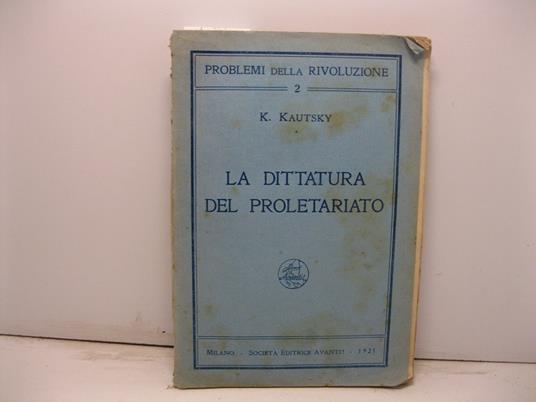 PROBLEMI DELLA RIVOLUZIONE
2
K. KAUTSKY
LA DITTATURA
DEL PROLETARIATO
MILANO - SOCIETÀ EDITRICE AVANTI! - 1921